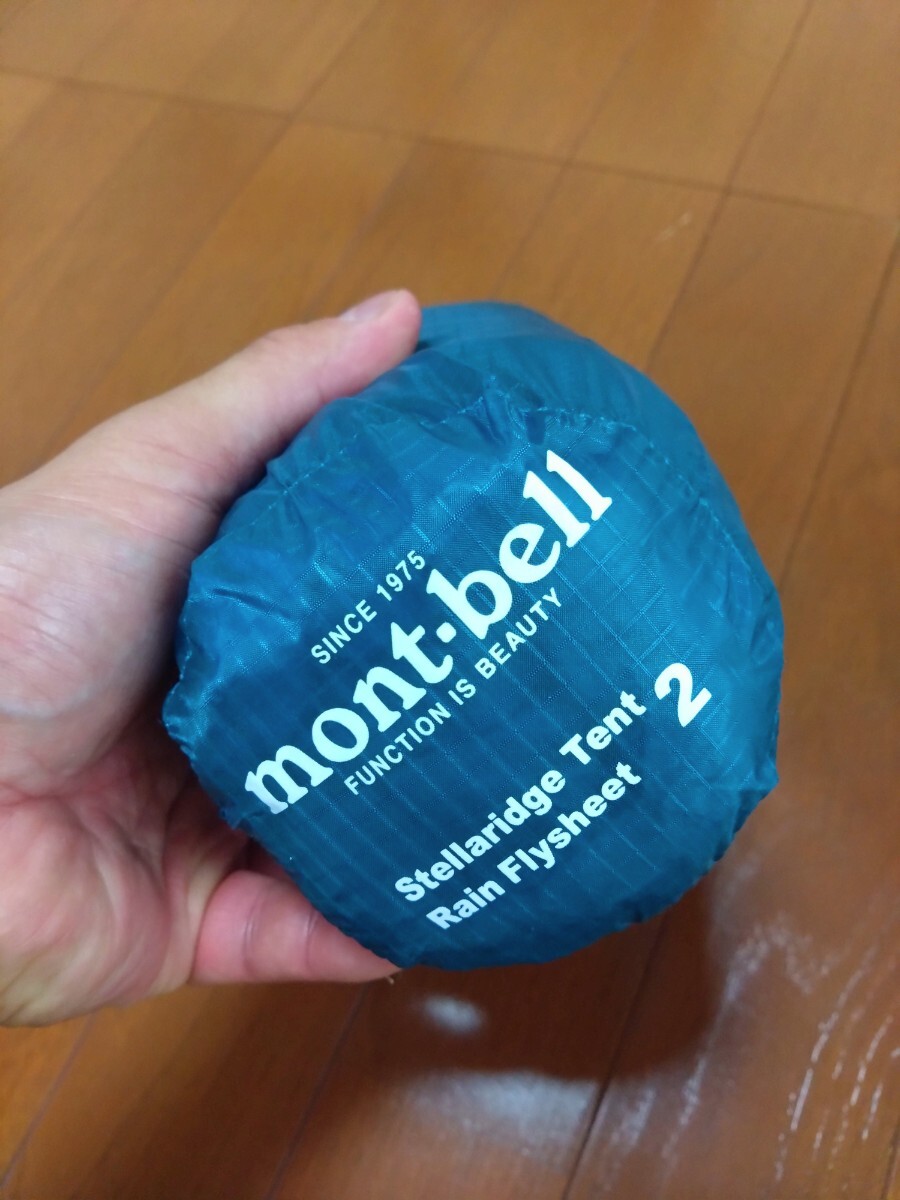 SINCE 1975
mont·bell
FUNCTION IS BEAUTY
Stellaridge Tent 2
Rain Flysheet